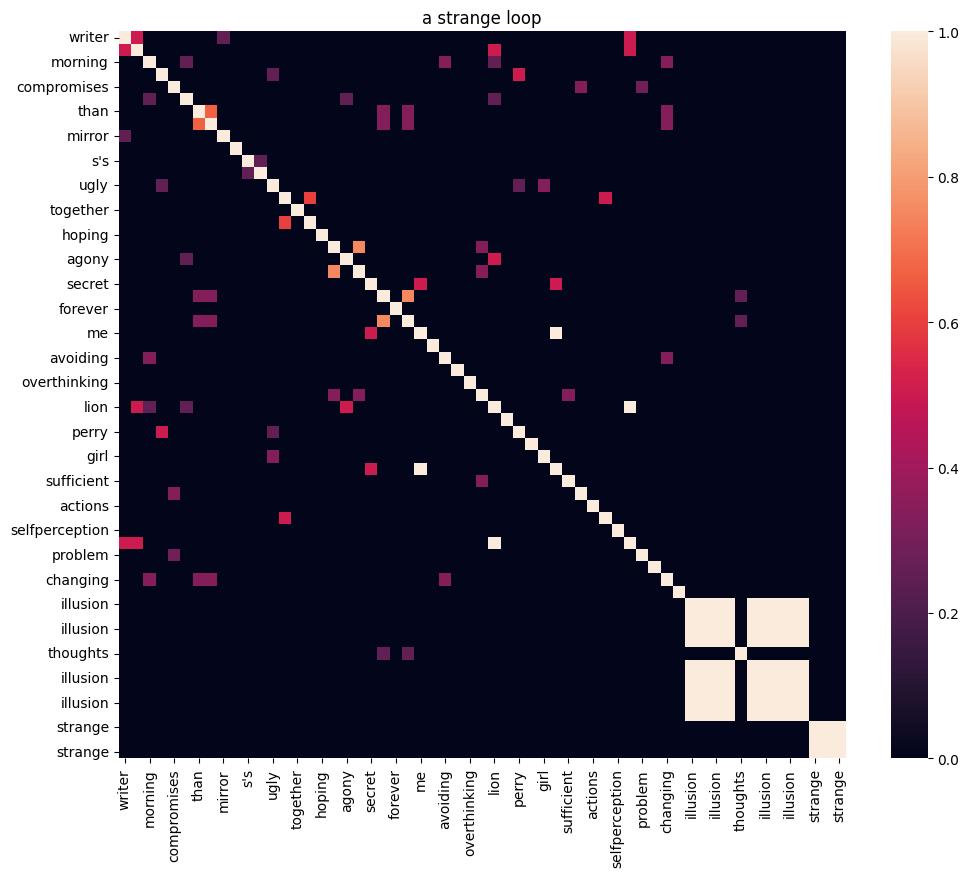 a strange loop
writer
morning
compromises
than
mirror
s's
ugly
together
hoping
agony
secret
forever
me
avoiding
overthinking
lion
perry
girl
sufficient
actions
selfperception
problem
changing
illusion
illusion
thoughts
illusion
illusion
strange
strange
writer
morning
compromises
than
mirror
s's
ugly
together
hoping
agony
secret
forever
me
avoiding
overthinking
lion
perry
girl
sufficient
actions
selfperception
problem
changing
illusion
illusion
thoughts
illusion
illusion
strange
strange
1.0
0.8
0.6
0.4
0.2
0.0